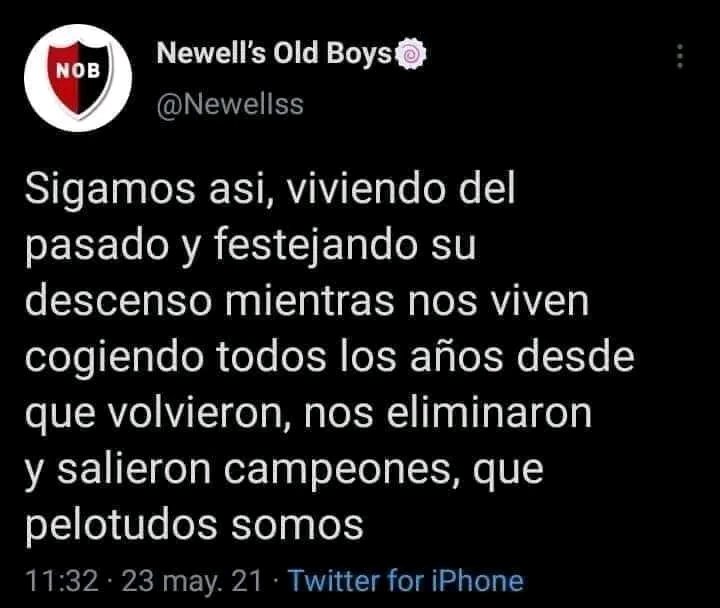 NOB
Newell's Old Boys🍥
@Newellss
Sigamos asi, viviendo del
pasado y festejando su
descenso mientras nos viven
cogiendo todos los años desde
que volvieron, nos eliminaron
y salieron campeones, que
pelotudos somos
11:32 · 23 may. 21 · Twitter for iPhone